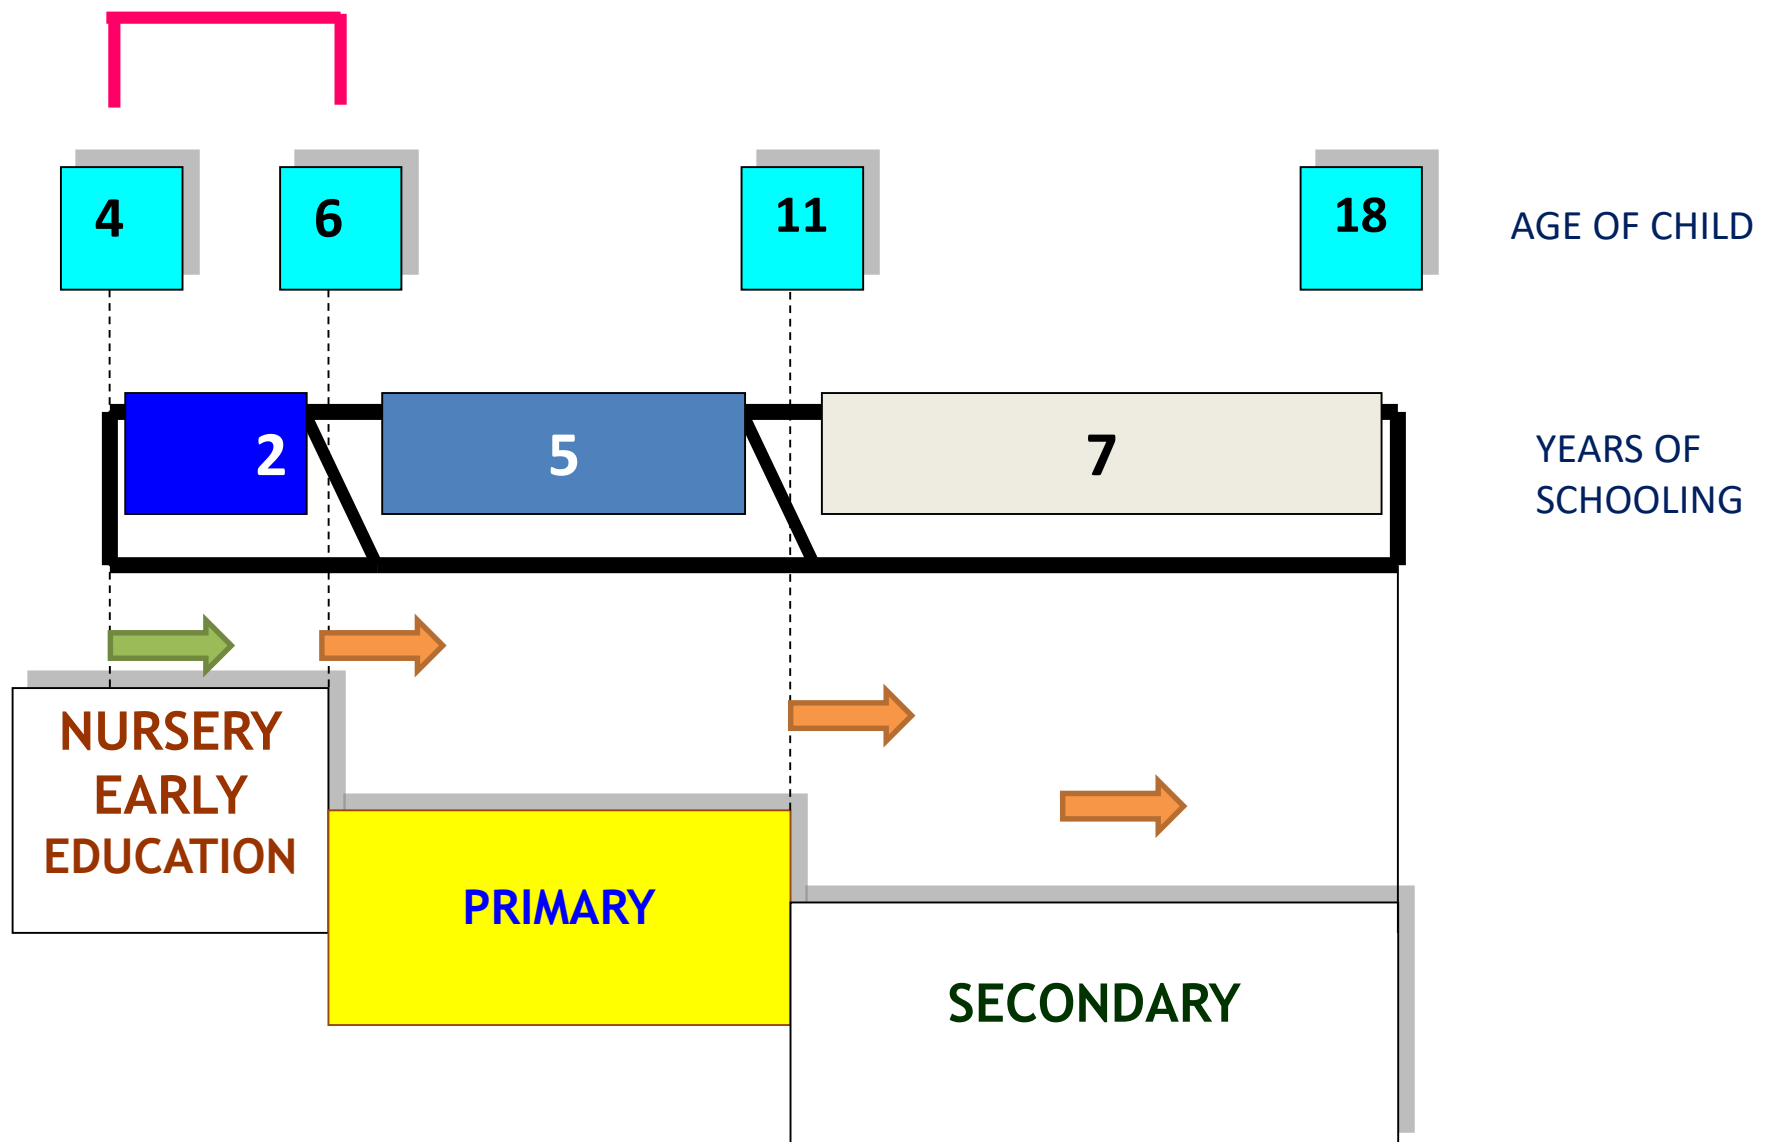 4
6
11
18
AGE OF CHILD
2
5
7
YEARS OF
SCHOOLING
NURSERY
EARLY
EDUCATION
PRIMARY
SECONDARY